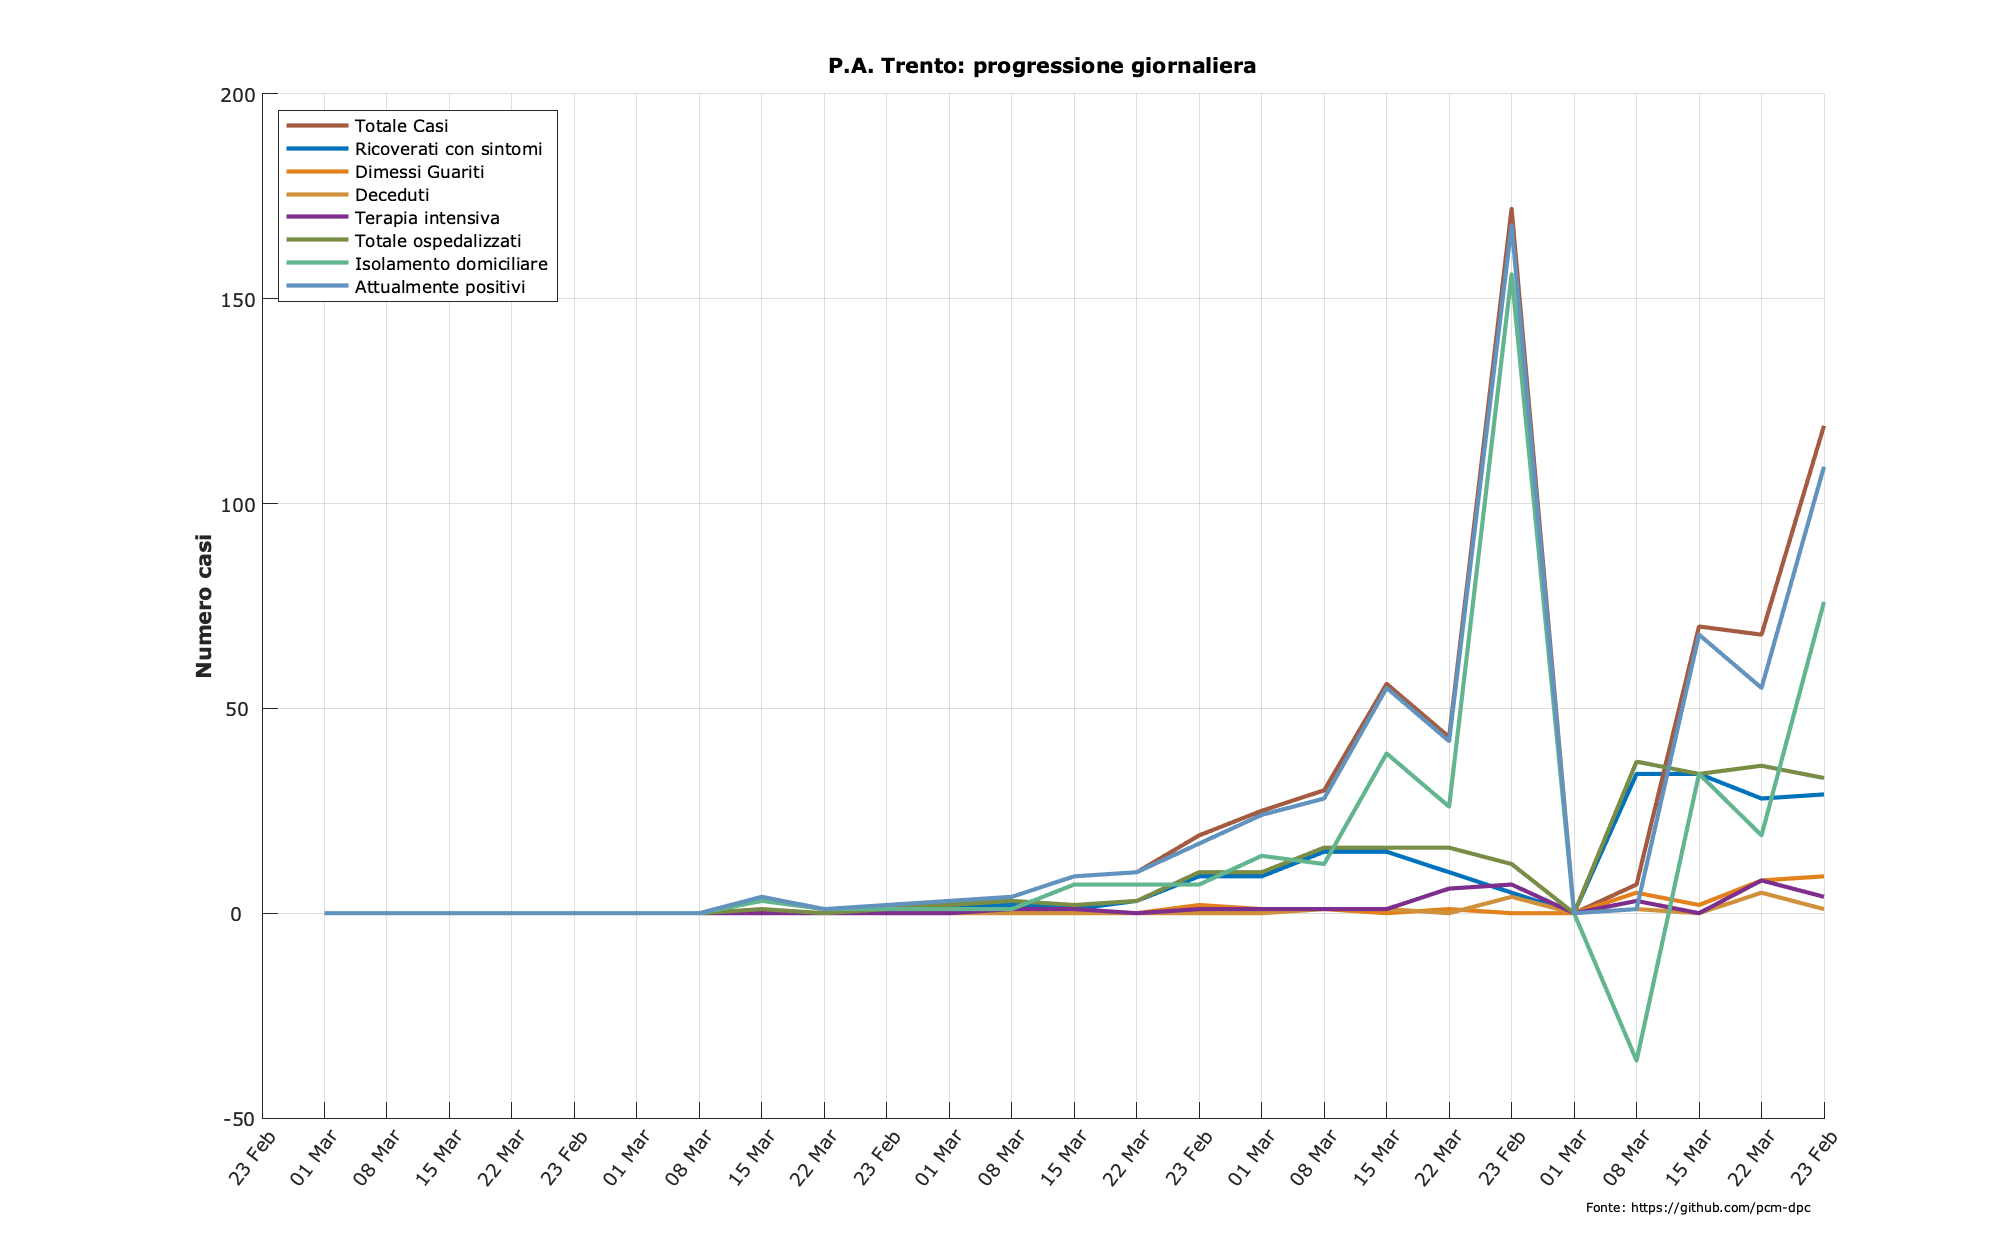 P.A. Trento: progressione giornaliera
200
150
100
50
0
-50
Numero casi
Totale Casi
Ricoverati con sintomi
Dimessi Guariti
Deceduti
Terapia intensiva
Totale ospedalizzati
Isolamento domiciliare
Attualmente positivi
23 Feb
01 Mar
08 Mar
15 Mar
22 Mar
23 Feb
01 Mar
08 Mar
15 Mar
22 Mar
23 Feb
01 Mar
08 Mar
15 Mar
22 Mar
23 Feb
01 Mar
08 Mar
15 Mar
22 Mar
23 Feb
01 Mar
08 Mar
15 Mar
22 Mar
23 Feb
Fonte: https://github.com/pcm-dpc